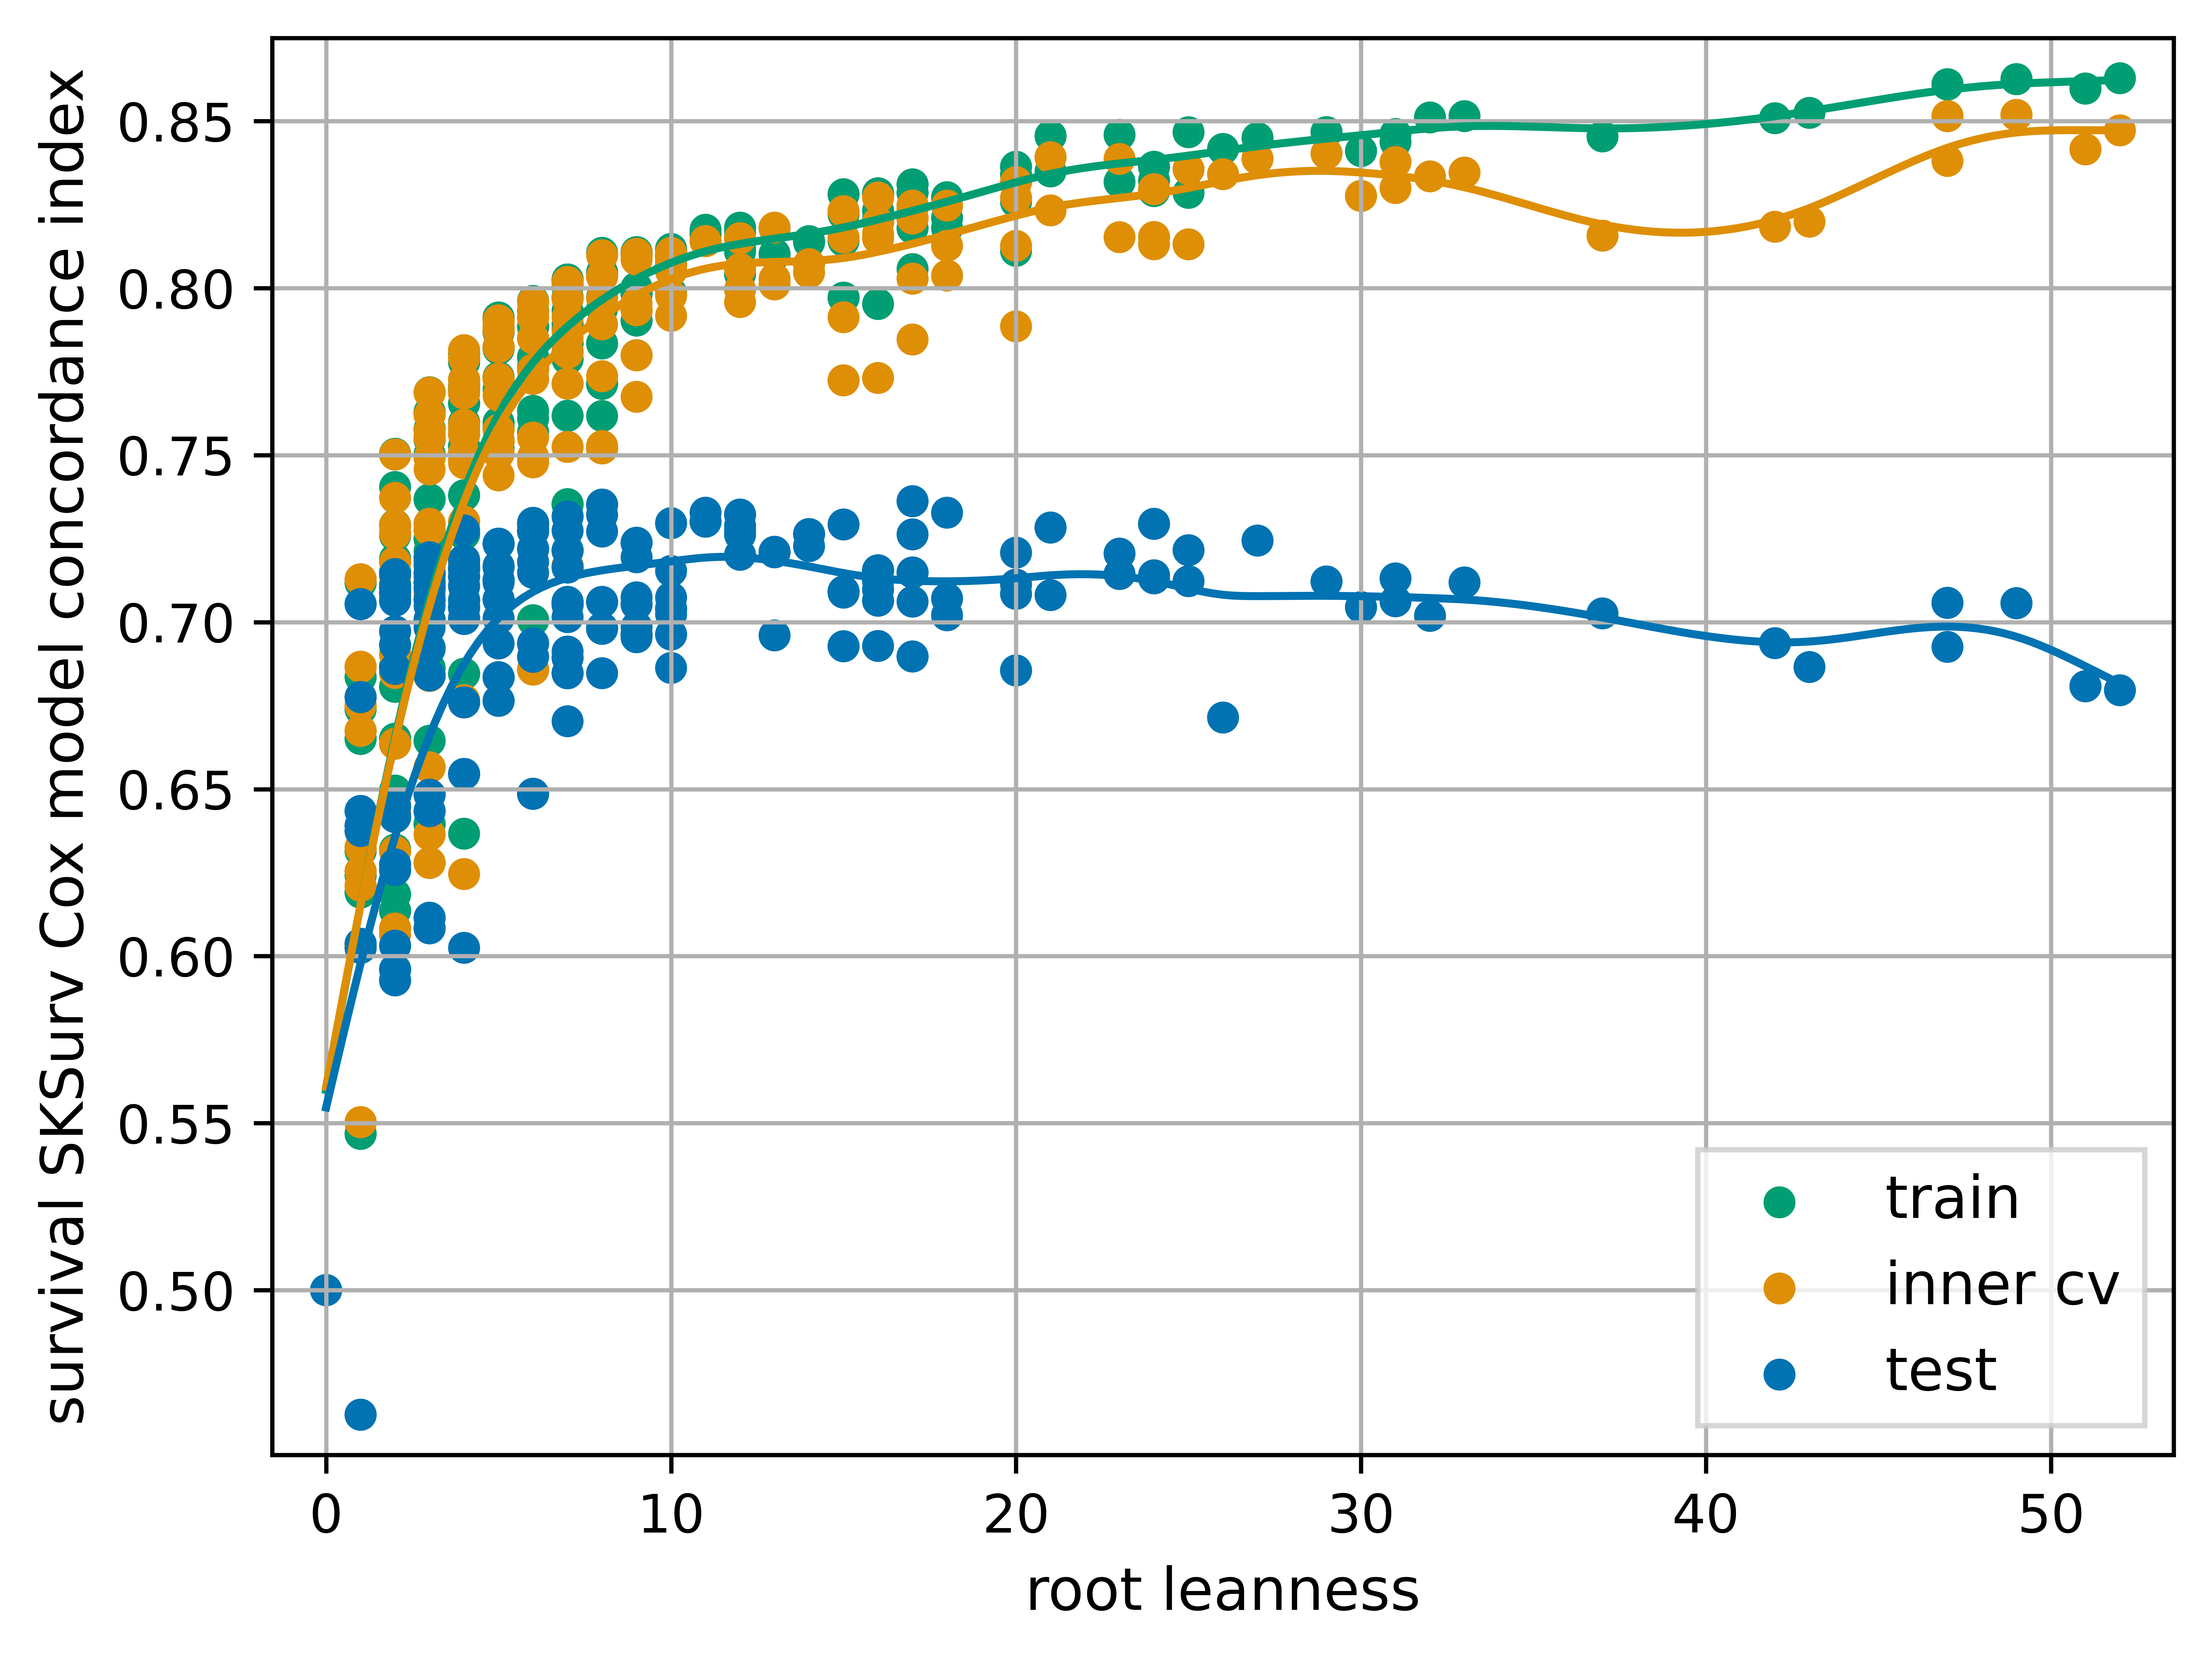 survival SKSurv Cox model concordance index
0.85
0.80
0.75
0.70
0.65
0.60
0.55
0.50
train
inner cv
test
0 10 20 30 40 50
root leanness